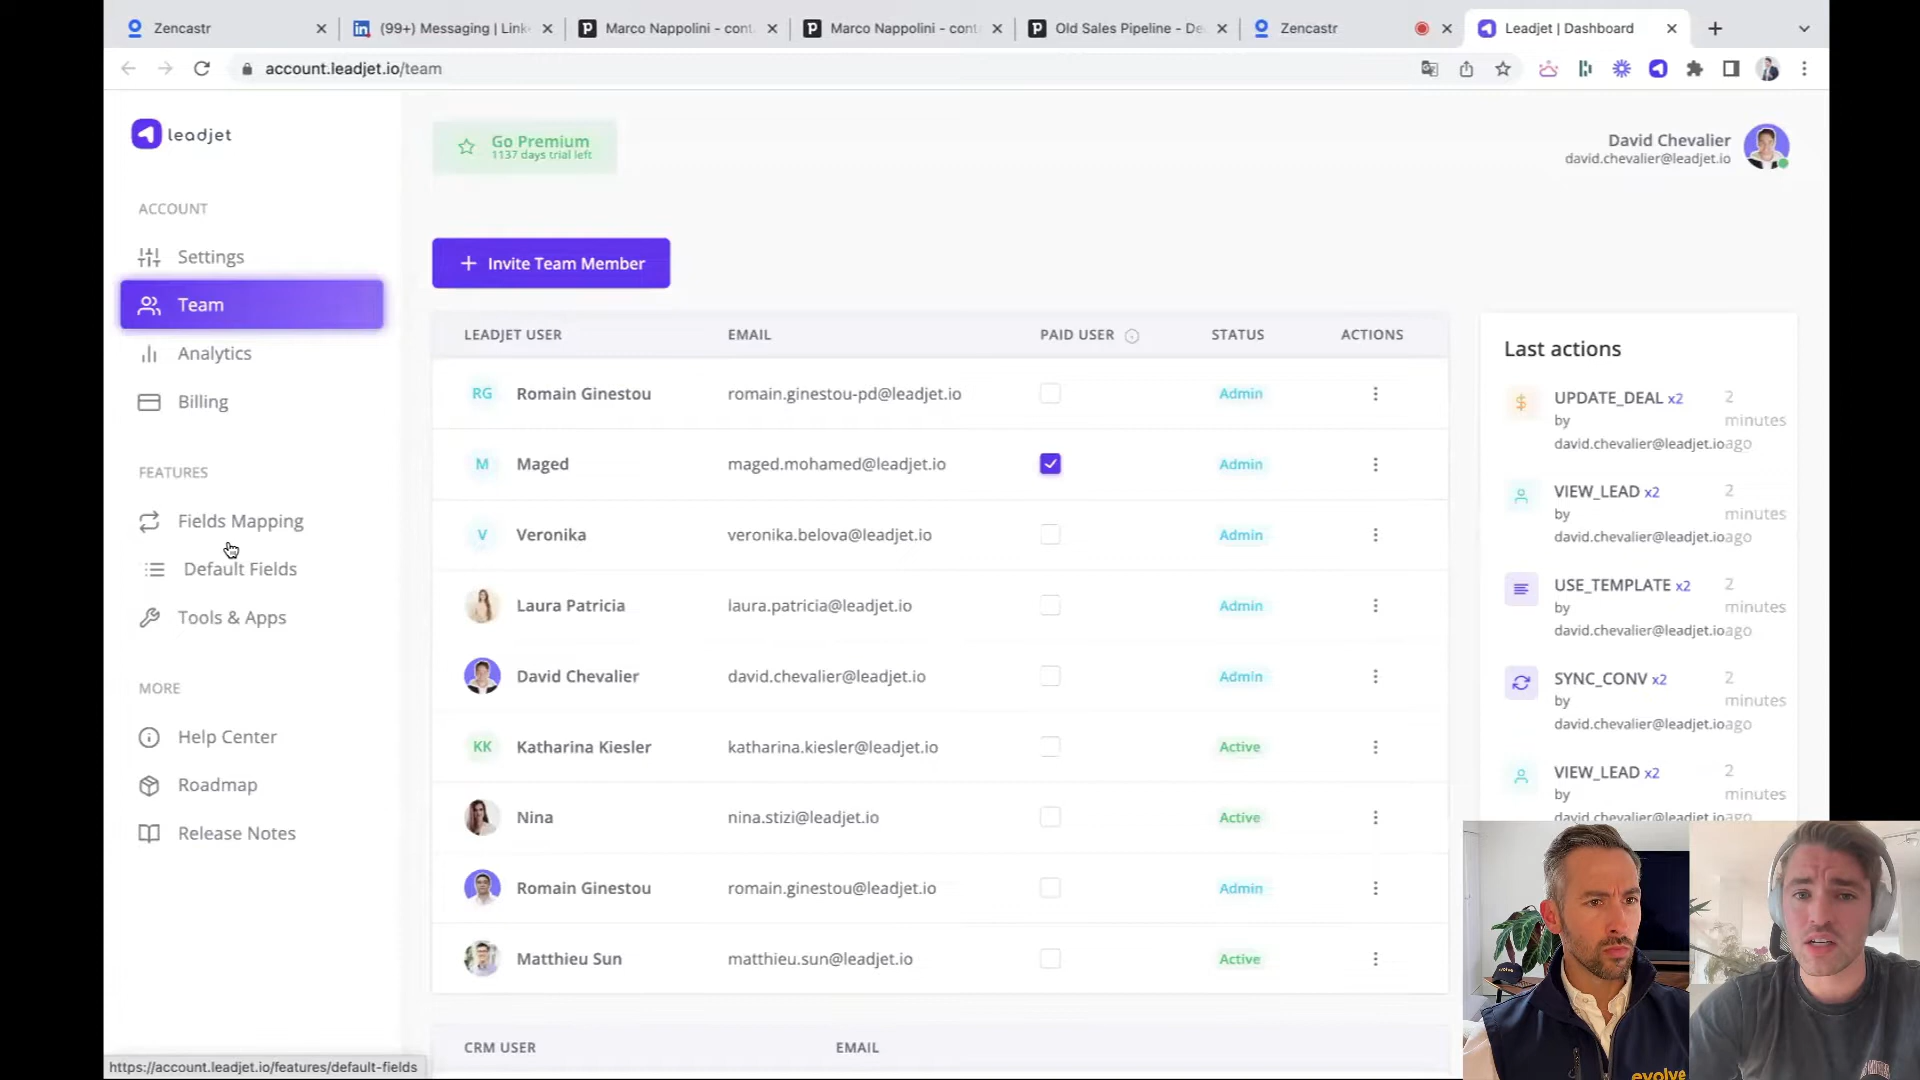 Zencastr
(99+) Messaging | Link
Marco Nappolini - cont
Marco Nappolini - cont
Old Sales Pipeline - De
Zencastr
Leadjet | Dashboard
account.leadjet.io/team
leadjet
Go Premium
1137 days trial left
David Chevalier
david.chevalier@leadjet.io
ACCOUNT
Settings
Team
Analytics
Billing
FEATURES
Fields Mapping
Default Fields
Tools & Apps
MORE
Help Center
Roadmap
Release Notes
Invite Team Member
LEADJET USER EMAIL PAID USER STATUS ACTIONS
RG Romain Ginestou romain.ginestou-pd@leadjet.io Admin
M Maged maged.mohamed@leadjet.io Admin
V Veronika veronika.belova@leadjet.io Admin
Laura Patricia laura.patricia@leadjet.io Admin
David Chevalier david.chevalier@leadjet.io Admin
KK Katharina Kiesler katharina.kiesler@leadjet.io Active
Nina nina.stizi@leadjet.io Active
Romain Ginestou romain.ginestou@leadjet.io Admin
Matthieu Sun matthieu.sun@leadjet.io Active
CRM USER EMAIL
Last actions
UPDATE_DEAL x2 2
by minutes
david.chevalier@leadjet.io ago
VIEW_LEAD x2 2
by minutes
david.chevalier@leadjet.io ago
USE_TEMPLATE x2 2
by minutes
david.chevalier@leadjet.io ago
SYNC_CONV x2 2
by minutes
david.chevalier@leadjet.io ago
VIEW_LEAD x2 2
by minutes
david.chevalier@leadjet.io ago
https://account.leadjet.io/features/default-fields
evolve